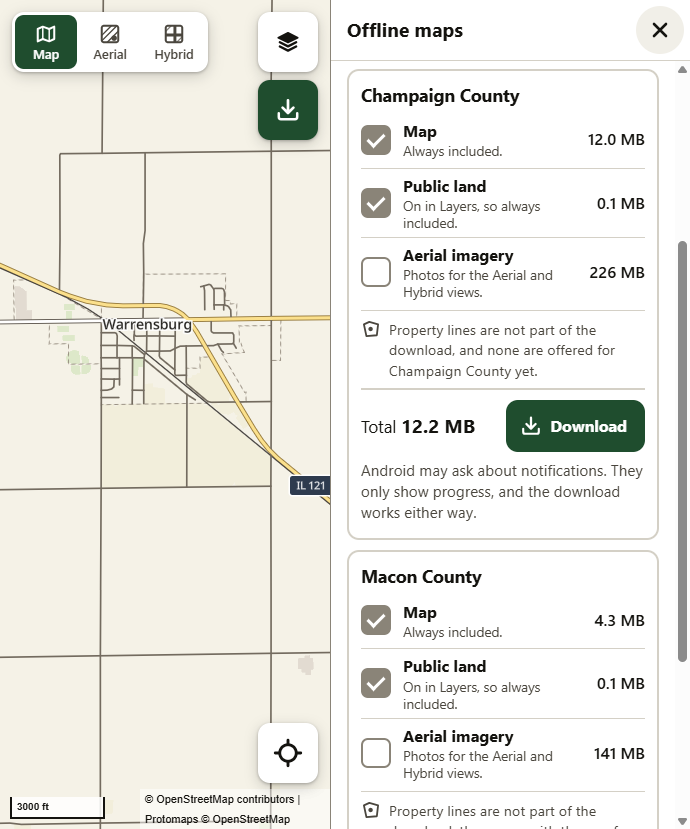 Map
Aerial
Hybrid
Warrensburg
IL 121
3000 ft
© OpenStreetMap contributors |
Protomaps © OpenStreetMap
Offline maps
Champaign County
Map
12.0 MB
Always included.
Public land
On in Layers, so always
included.
0.1 MB
Aerial imagery
Photos for the Aerial and
Hybrid views.
226 MB
Property lines are not part of the
download, and none are offered for
Champaign County yet.
Total 12.2 MB
Download
Android may ask about notifications. They
only show progress, and the download
works either way.
Macon County
Map
4.3 MB
Always included.
Public land
On in Layers, so always
included.
0.1 MB
Aerial imagery
Photos for the Aerial and
Hybrid views.
141 MB
Property lines are not part of the